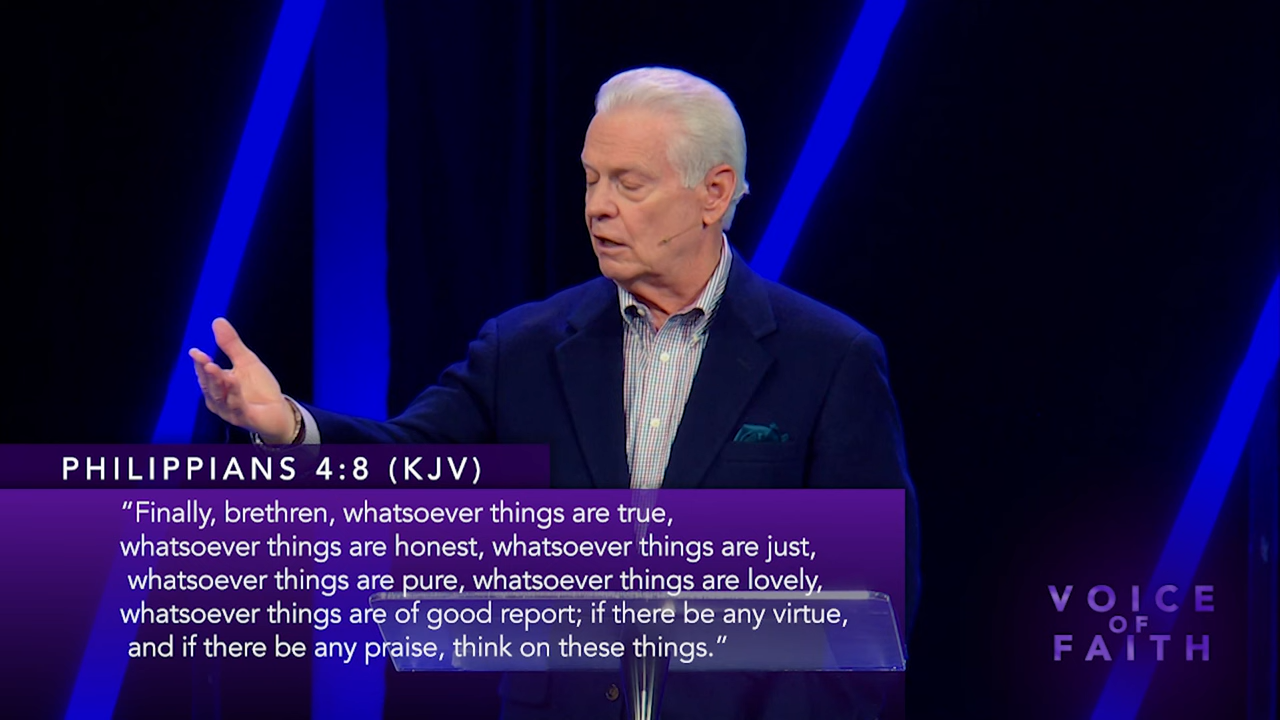 PHILIPPIANS 4:8 (KJV)
“Finally, brethren, whatsoever things are true,
whatsoever things are honest, whatsoever things are just,
whatsoever things are pure, whatsoever things are lovely,
whatsoever things are of good report; if there be any virtue,
and if there be any praise, think on these things.”
VOICE
OF
FAITH